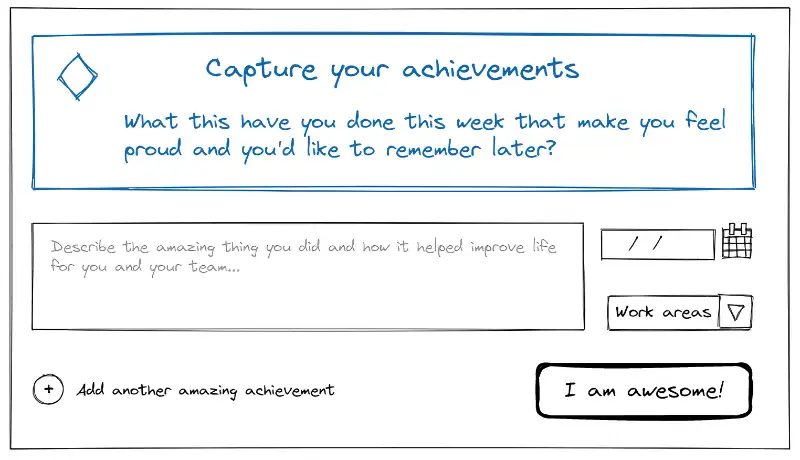 Capture your achievements
What this have you done this week that make you feel
proud and you'd like to remember later?
Describe the amazing thing you did and how it helped improve life
for you and your team...
/ /
Work areas
+ Add another amazing achievement
I am awesome!